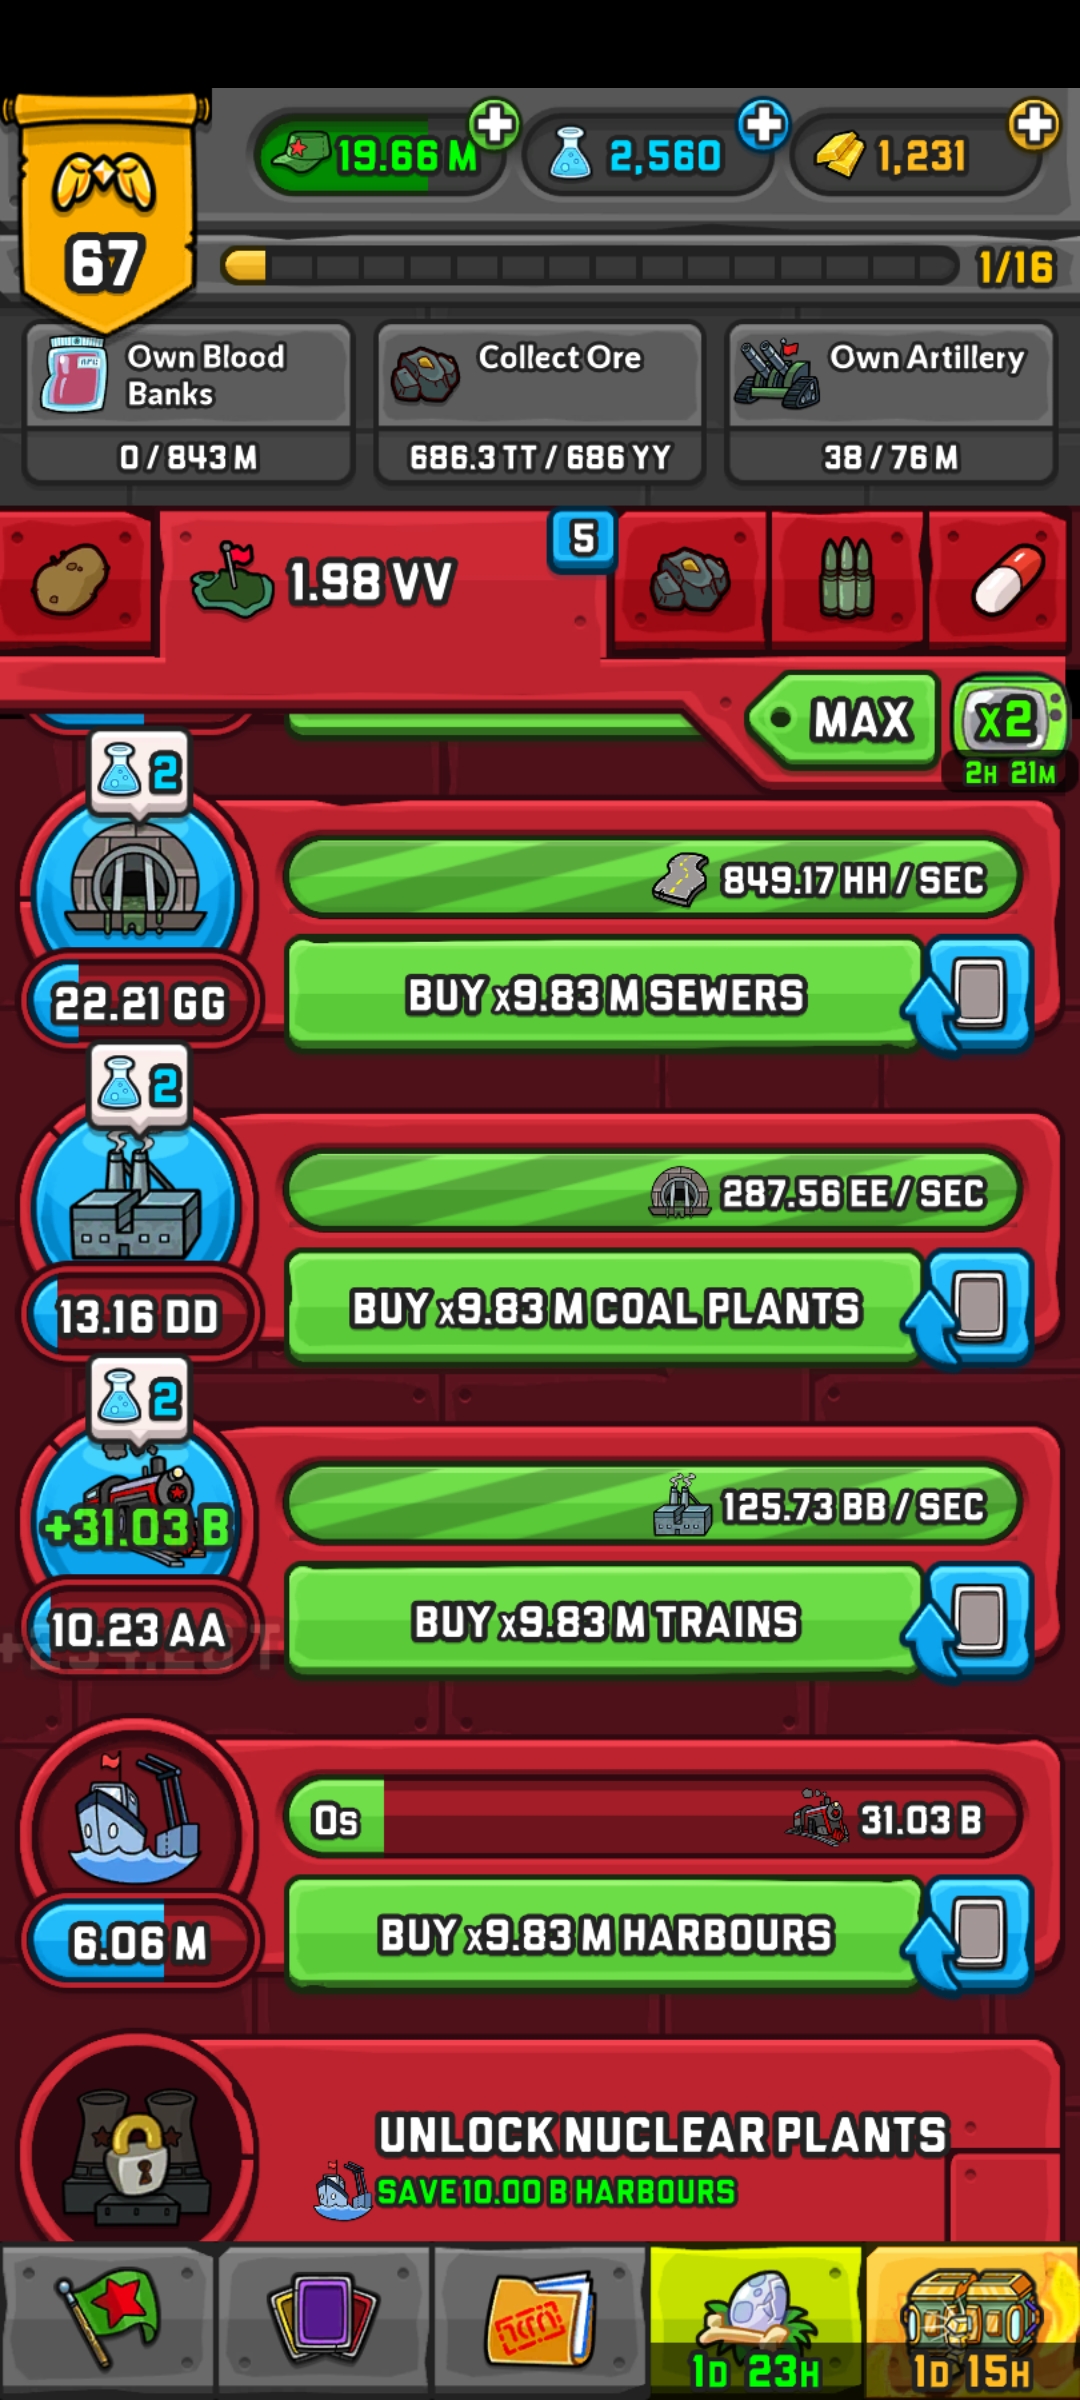 19.66 M
2,560
1,231
67
1/16
Own Blood
Banks
Collect Ore
Own Artillery
0 / 843 M
686.3 TT / 686 YY
38 / 76 M
1.98 VV
5
MAX
x2
2H 21M
2
849.17 HH / SEC
BUY x9.83 M SEWERS
22.21 GG
2
287.56 EE / SEC
BUY x9.83 M COAL PLANTS
13.16 DD
2
125.73 BB / SEC
+31.03 B
BUY x9.83 M TRAINS
10.23 AA
0s
31.03 B
BUY x9.83 M HARBOURS
6.06 M
UNLOCK NUCLEAR PLANTS
SAVE 10.00 B HARBOURS
1D 23H
1D 15H